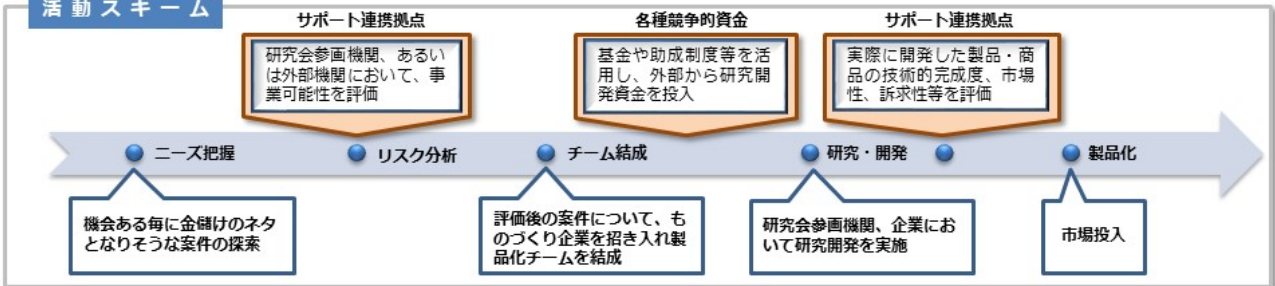 活動スキーム
サポート連携拠点
各種競争的資金
サポート連携拠点
研究会参画機関、あるい
は外部機関において、事
業可能性を評価
基金や助成制度等を活
用し、外部から研究開
発資金を投入
実際に開発した製品・商
品の技術的完成度、市場
性、訴求性等を評価
ニーズ把握
リスク分析
チーム結成
研究・開発
製品化
機会ある毎に金儲けのネタ
となりそうな案件の探索
評価後の案件について、も
のづくり企業を招き入れ製
品化チームを結成
研究会参画機関、企業にお
いて研究開発を実施
市場投入